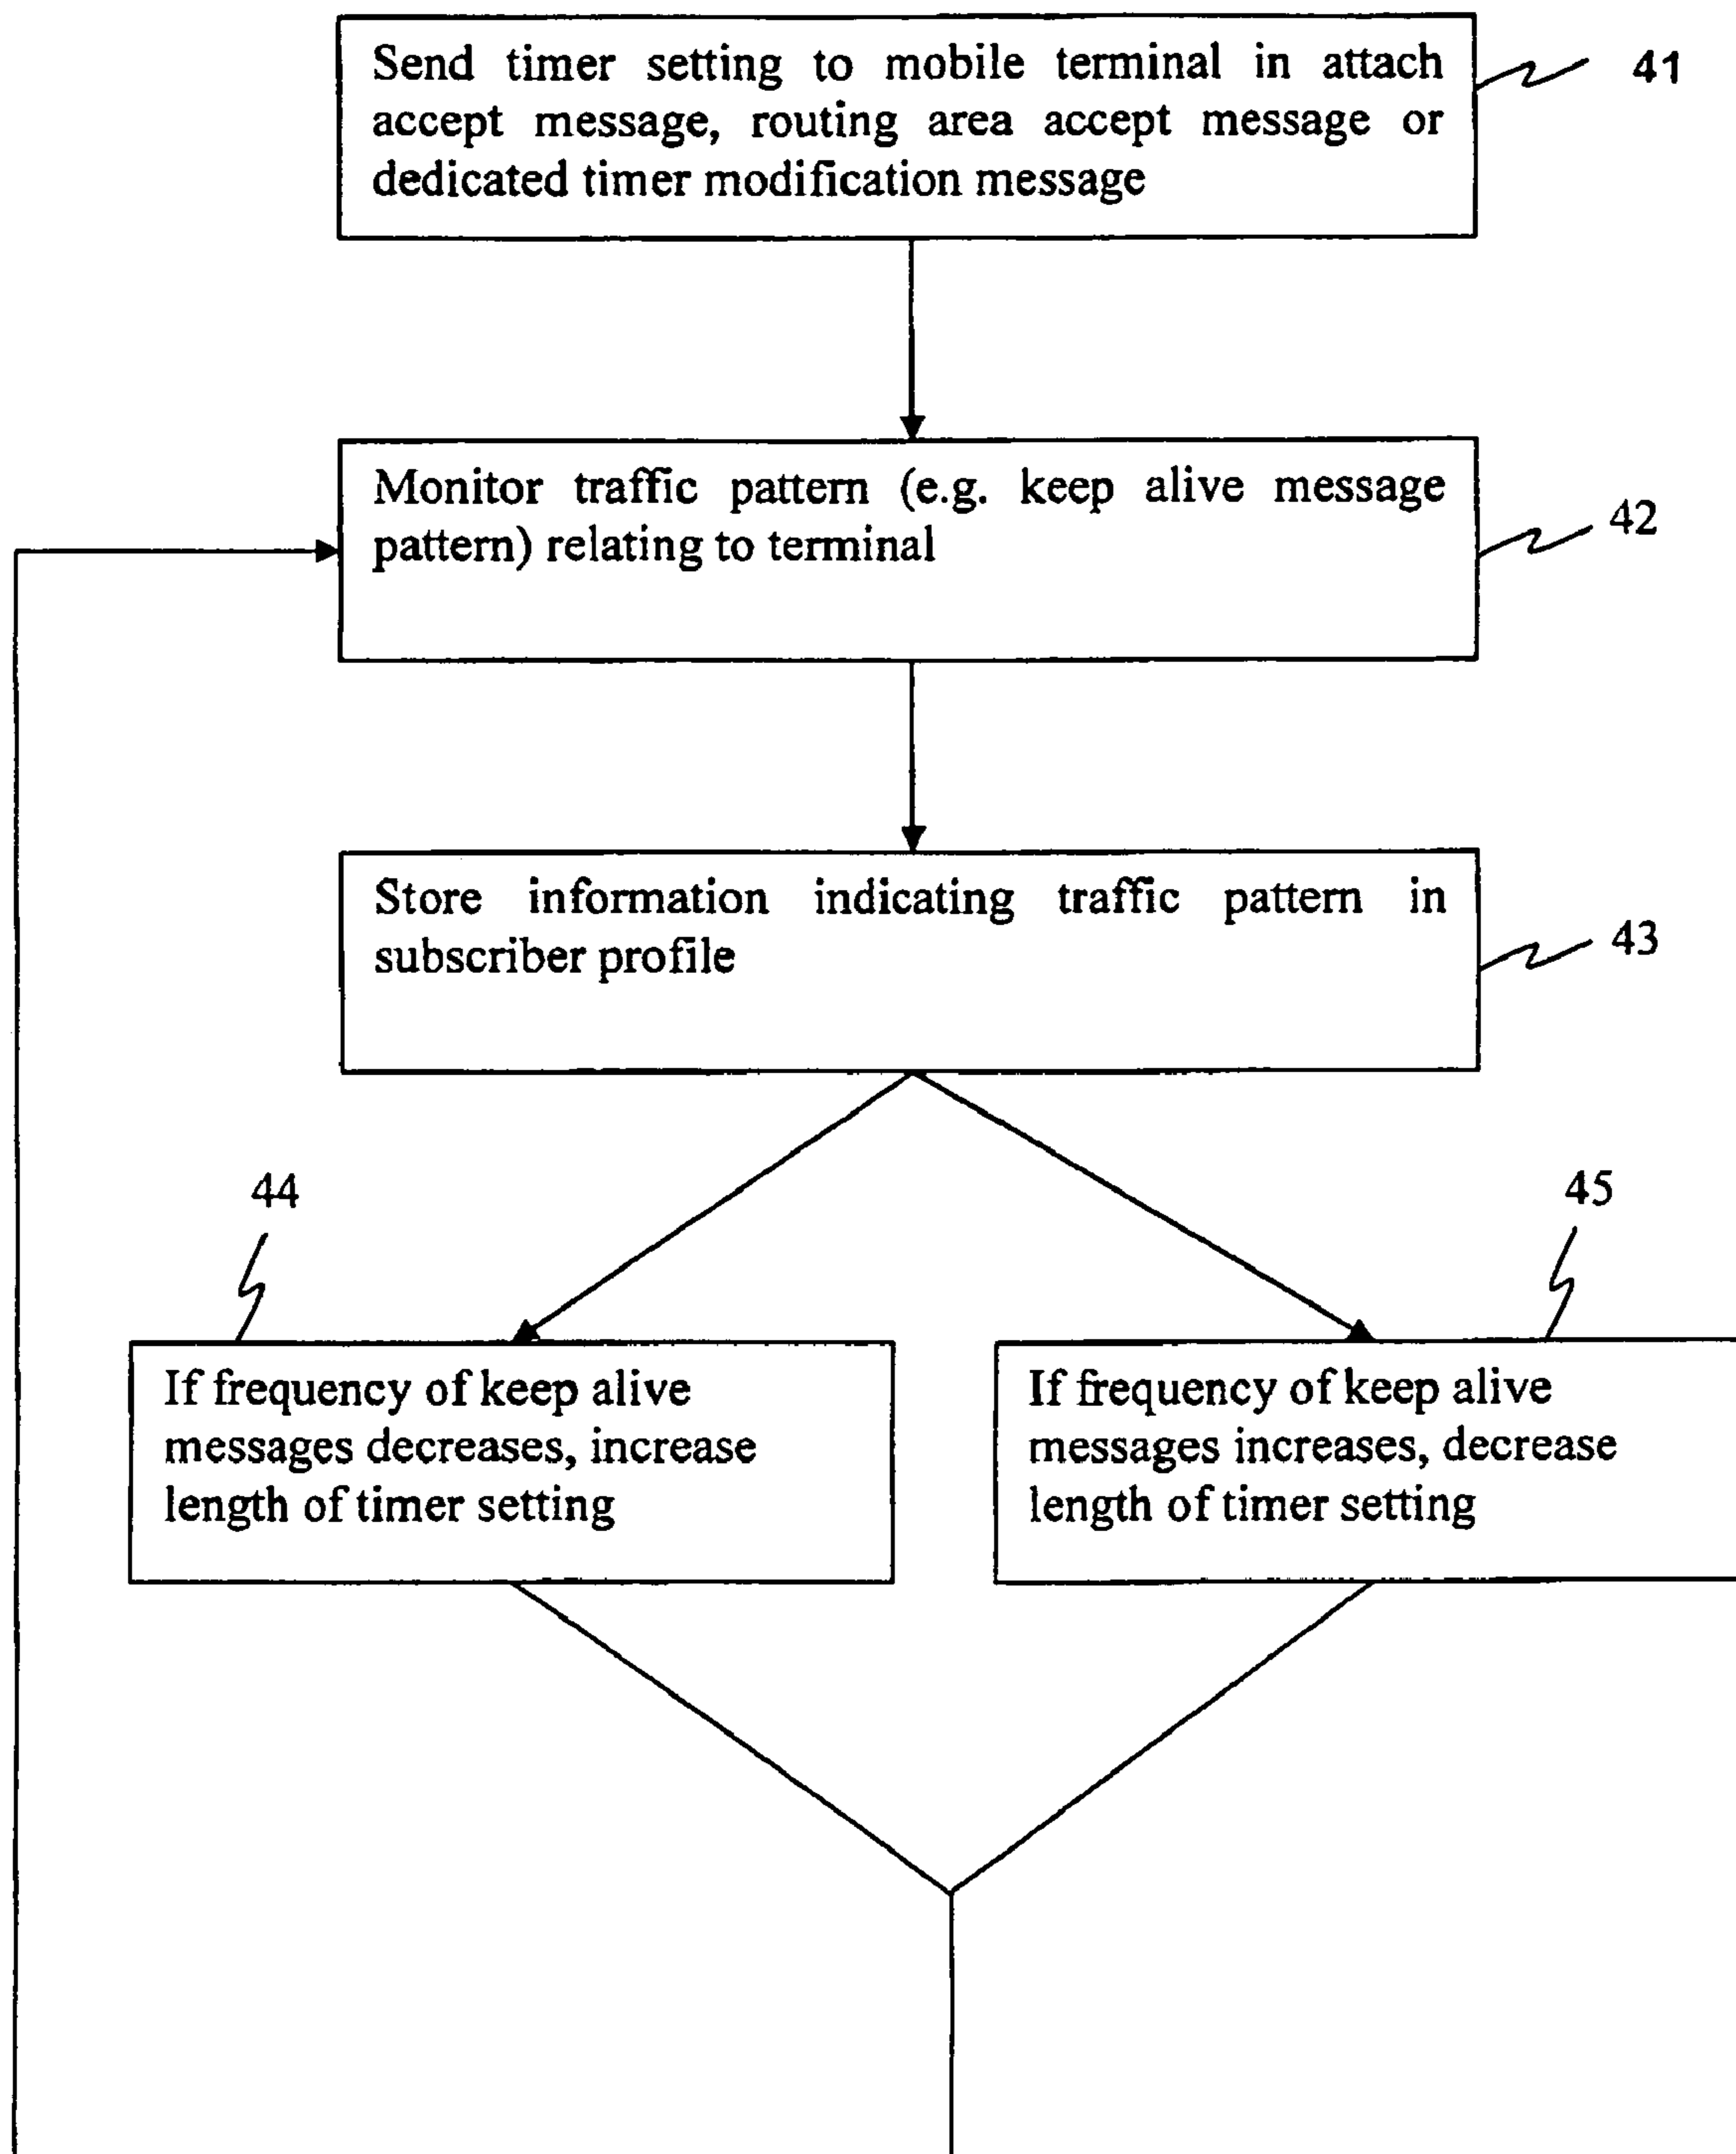 Send timer setting to mobile terminal in attach
accept message, routing area accept message or
dedicated timer modification message
41
Monitor traffic pattern (e.g. keep alive message
pattern) relating to terminal
42
Store information indicating traffic pattern in
subscriber profile
43
44
45
If frequency of keep alive
messages decreases, increase
length of timer setting
If frequency of keep alive
messages increases, decrease
length of timer setting